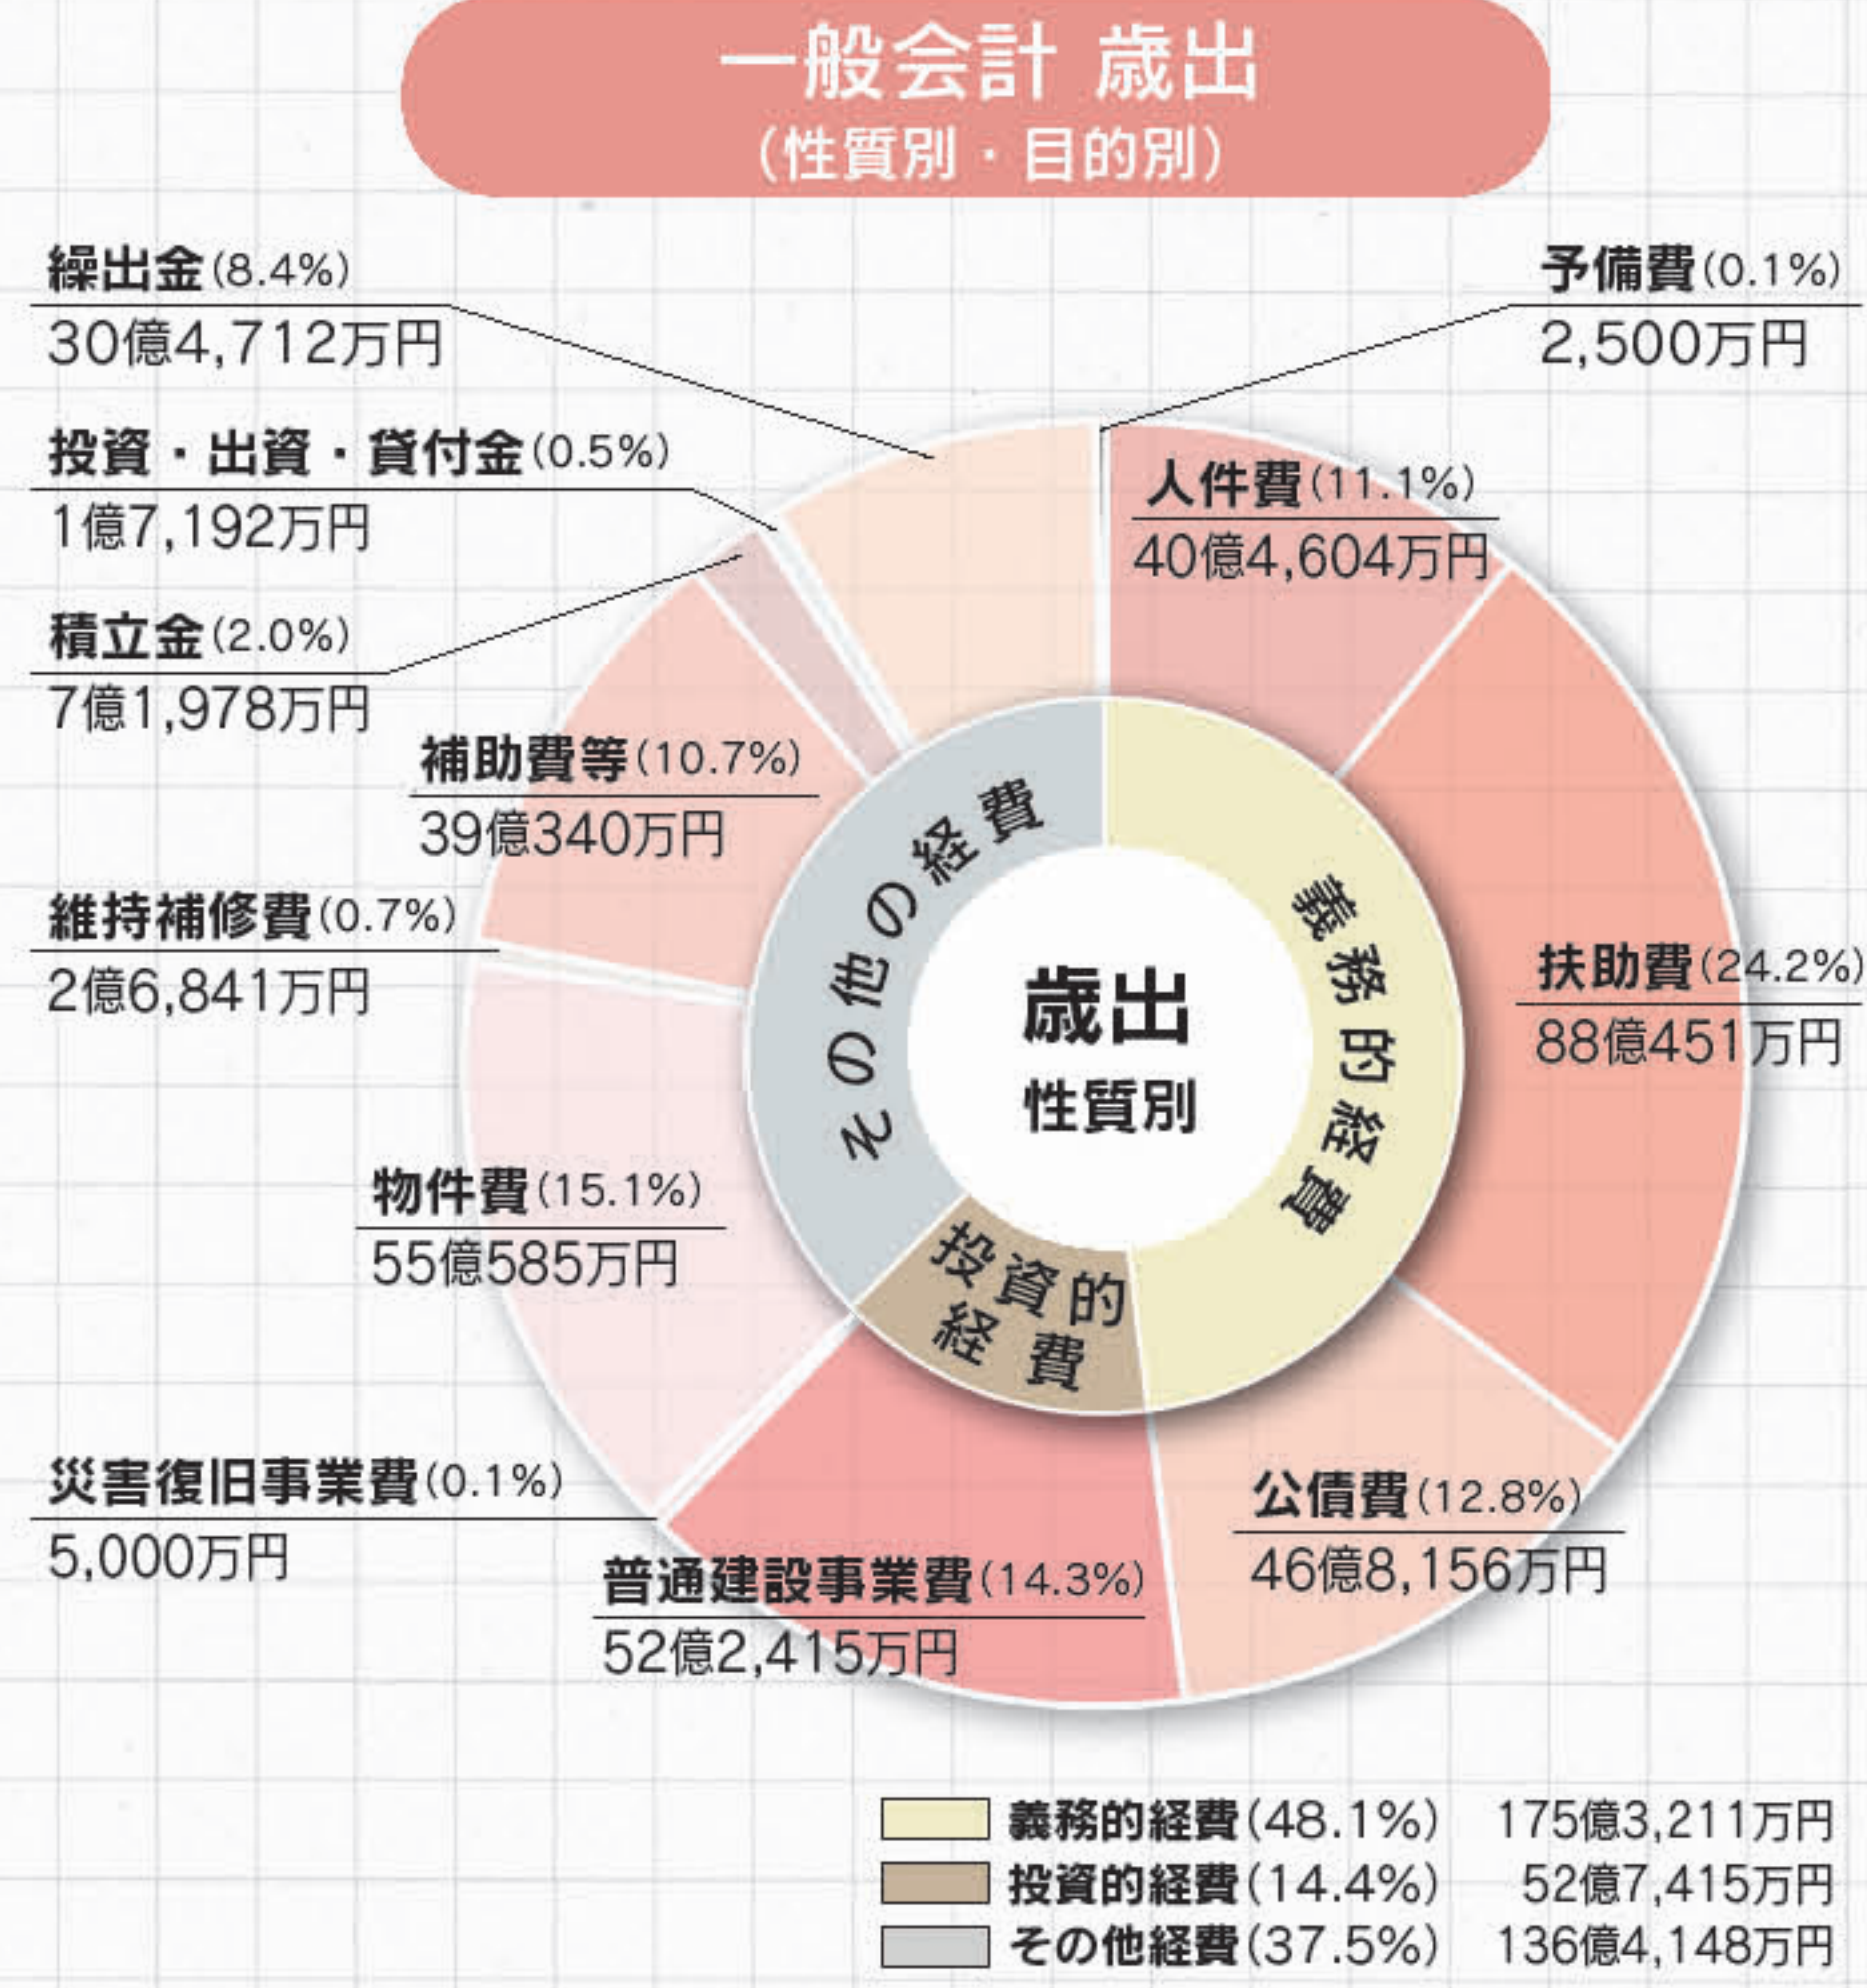 一般会計 歳出
（性質別・目的別）
繰出金(8.4%)
30億4,712万円
予備費(0.1%)
2,500万円
投資・出資・貸付金(0.5%)
1億7,192万円
人件費(11.1%)
40億4,604万円
積立金(2.0%)
7億1,978万円
補助費等(10.7%)
39億340万円
維持補修費(0.7%)
2億6,841万円
扶助費(24.2%)
88億451万円
物件費(15.1%)
55億585万円
災害復旧事業費(0.1%)
5,000万円
普通建設事業費(14.3%)
52億2,415万円
公債費(12.8%)
46億8,156万円
その他の経費
義務的経費
投資的
経費
歳出
性質別
義務的経費(48.1%) 175億3,211万円
投資的経費(14.4%) 52億7,415万円
その他経費(37.5%) 136億4,148万円